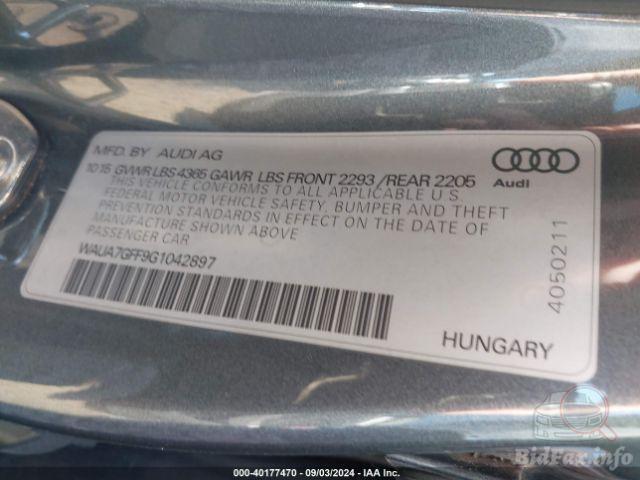 MFD. BY AUDI AG
10/15 GVWR LBS 4365 GAWR LBS FRONT 2293 /REAR 2205
THIS VEHICLE CONFORMS TO ALL APPLICABLE U.S.
FEDERAL MOTOR VEHICLE SAFETY, BUMPER AND THEFT
PREVENTION STANDARDS IN EFFECT ON THE DATE OF
MANUFACTURE SHOWN ABOVE
PASSENGER CAR
WAUA7GFF9G1042897
Audi
4050211
HUNGARY
BidFax.info
000-40177470 - 09/03/2024 - IAA Inc.